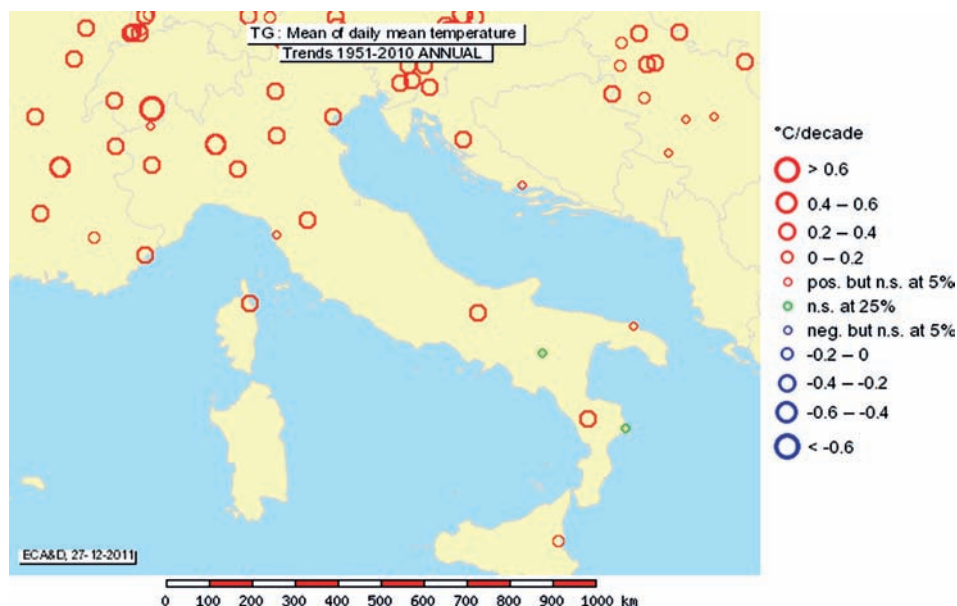 TG : Mean of daily mean temperature
Trends 1951-2010 ANNUAL
°C/decade
> 0.6
0.4 – 0.6
0.2 – 0.4
0 – 0.2
pos. but n.s. at 5%
n.s. at 25%
neg. but n.s. at 5%
-0.2 – 0
-0.4 – -0.2
-0.6 – -0.4
< -0.6
ECA&D, 27-12-2011
0 100 200 300 400 500 600 700 800 900 1000 km